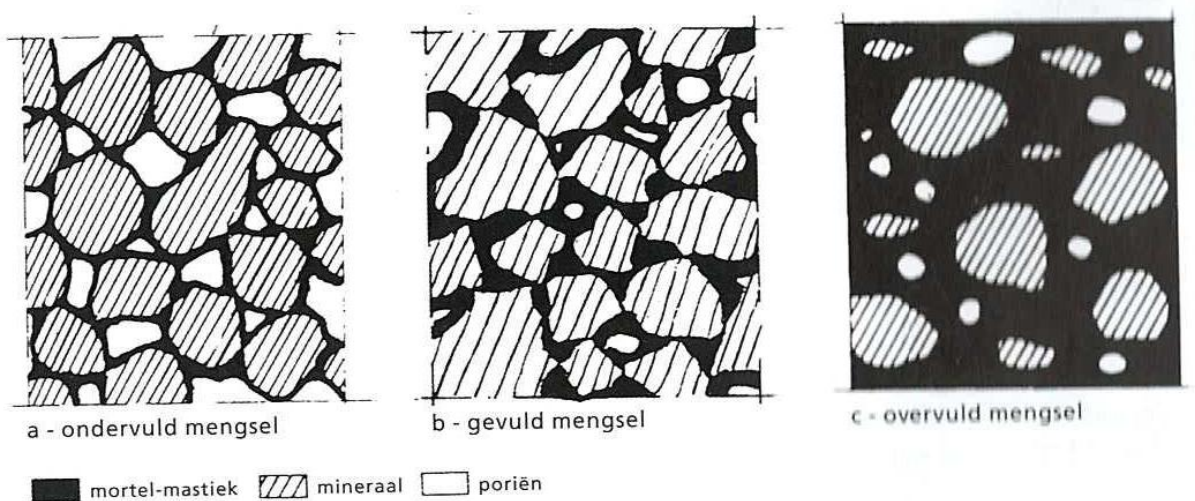 a - ondervuld mengsel
b - gevuld mengsel
c - overvuld mengsel
mortel-mastiek mineraal poriën